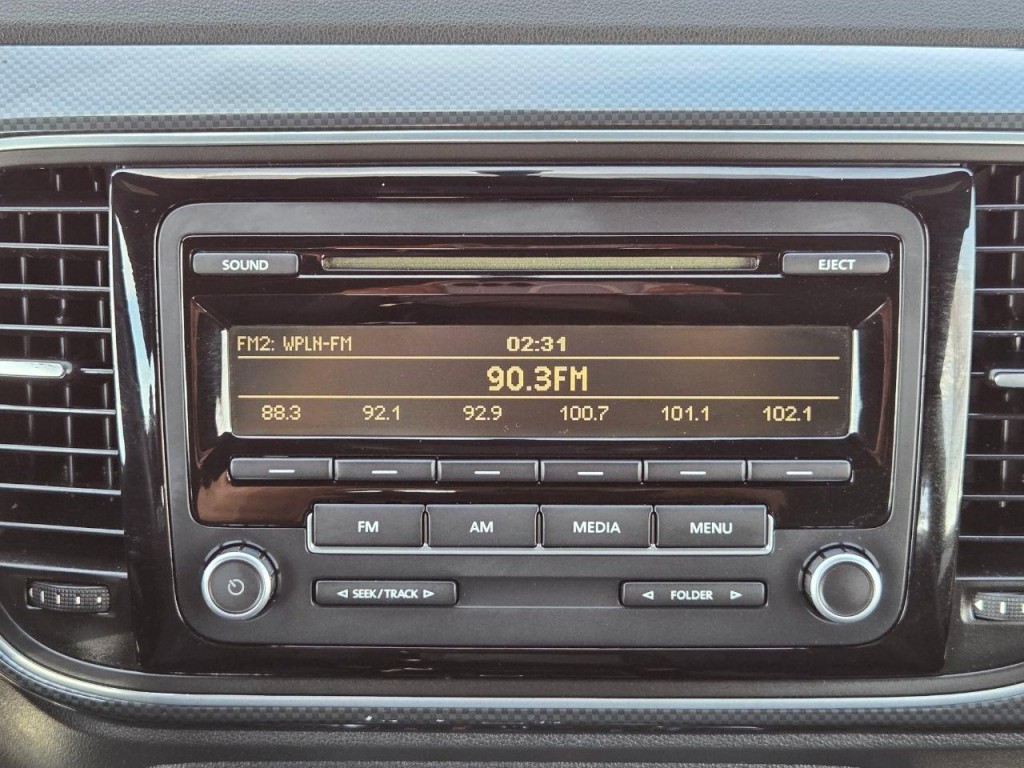 SOUND EJECT
FM2: WPLN-FM 02:31
90.3FM
88.3 92.1 92.9 100.7 101.1 102.1
FM AM MEDIA MENU
◁ SEEK/TRACK ▷ ◁ FOLDER ▷